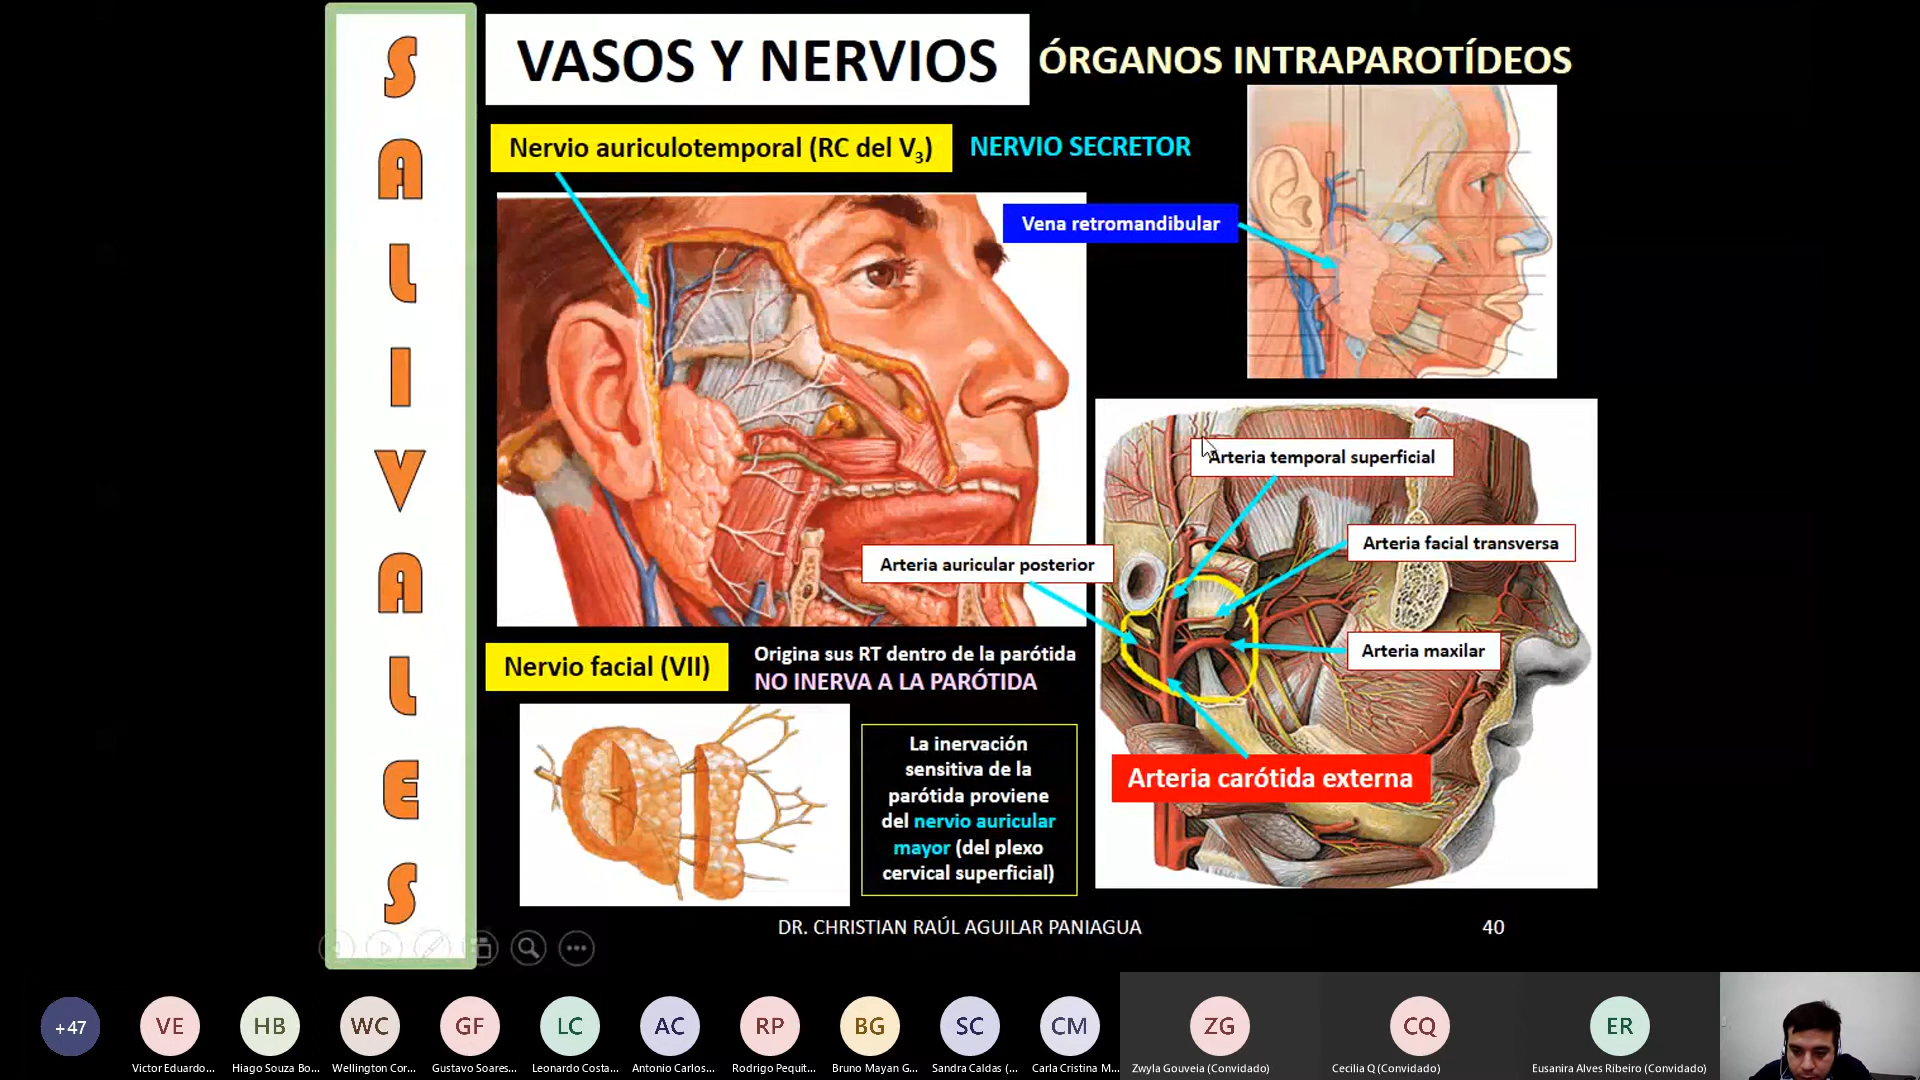 SALIVALES
VASOS Y NERVIOS
ÓRGANOS INTRAPAROTÍDEOS
Nervio auriculotemporal (RC del V3)
NERVIO SECRETOR
Vena retromandibular
Arteria temporal superficial
Arteria facial transversa
Arteria auricular posterior
Arteria maxilar
Arteria carótida externa
Nervio facial (VII)
Origina sus RT dentro de la parótida
NO INERVA A LA PARÓTIDA
La inervación
sensitiva de la
parótida proviene
del nervio auricular
mayor (del plexo
cervical superficial)
DR. CHRISTIAN RAÚL AGUILAR PANIAGUA
40
+47
VE
HB
WC
GF
LC
AC
RP
BG
SC
CM
ZG
CQ
ER
Victor Eduardo...
Hiago Souza Bo...
Wellington Cor...
Gustavo Soares...
Leonardo Costa...
Antonio Carlos...
Rodrigo Pequit...
Bruno Mayan G...
Sandra Caldas (...
Carla Cristina M...
Zwyla Gouveia (Convidado)
Cecilia Q (Convidado)
Eusanira Alves Ribeiro (Convidado)